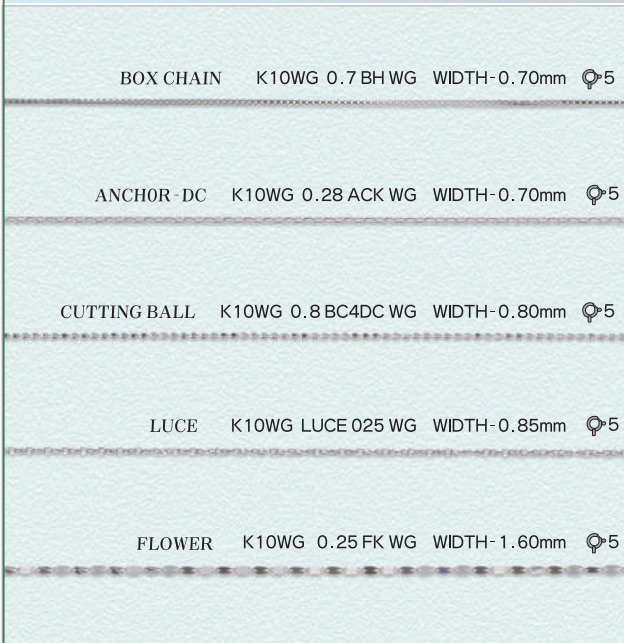 BOX CHAIN K10WG 0.7 BH WG WIDTH-0.70mm 5
ANCHOR-DC K10WG 0.28 ACK WG WIDTH-0.70mm 5
CUTTING BALL K10WG 0.8 BC4DC WG WIDTH-0.80mm 5
LUCE K10WG LUCE 025 WG WIDTH-0.85mm 5
FLOWER K10WG 0.25 FK WG WIDTH-1.60mm 5